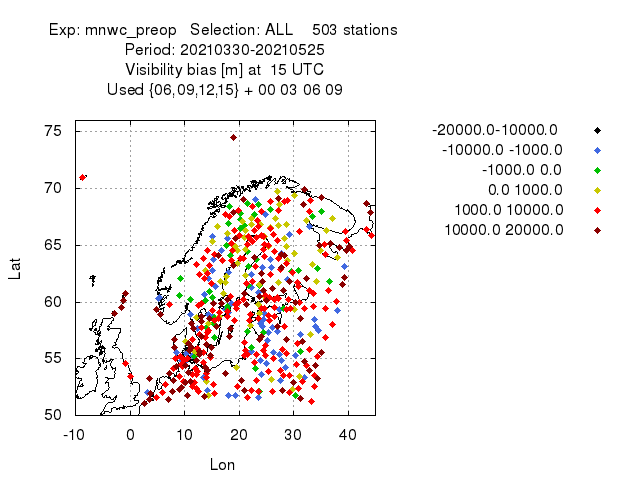 Exp: mnwc_preop Selection: ALL 503 stations
Period: 20210330-20210525
Visibility bias [m] at 15 UTC
Used {06,09,12,15} + 00 03 06 09
-20000.0-10000.0
-10000.0 -1000.0
-1000.0 0.0
0.0 1000.0
1000.0 10000.0
10000.0 20000.0
75
70
65
60
55
50
Lat
-10 0 10 20 30 40
Lon